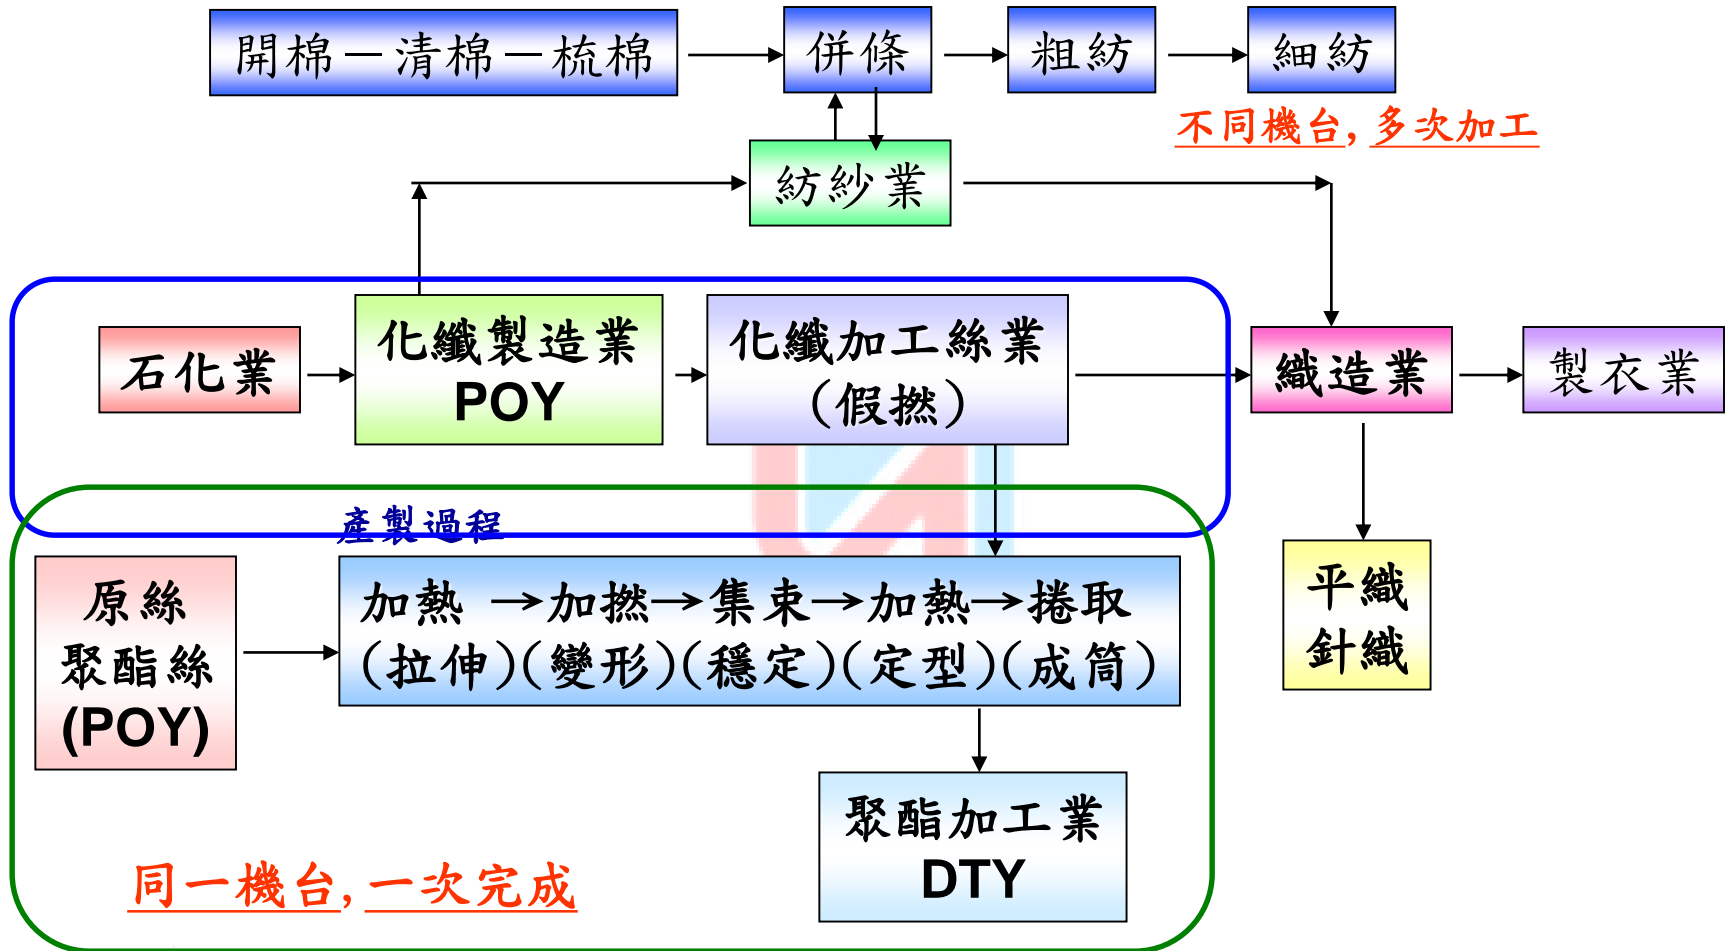 開棉－清棉－梳棉
併條
粗紡
細紡
不同機台, 多次加工
紡紗業
石化業
化纖製造業
POY
化纖加工絲業
(假撚)
織造業
製衣業
產製過程
原絲
聚酯絲
(POY)
加熱→加撚→集束→加熱→捲取
(拉伸)(變形)(穩定)(定型)(成筒)
平織
針織
聚酯加工業
DTY
同一機台, 一次完成